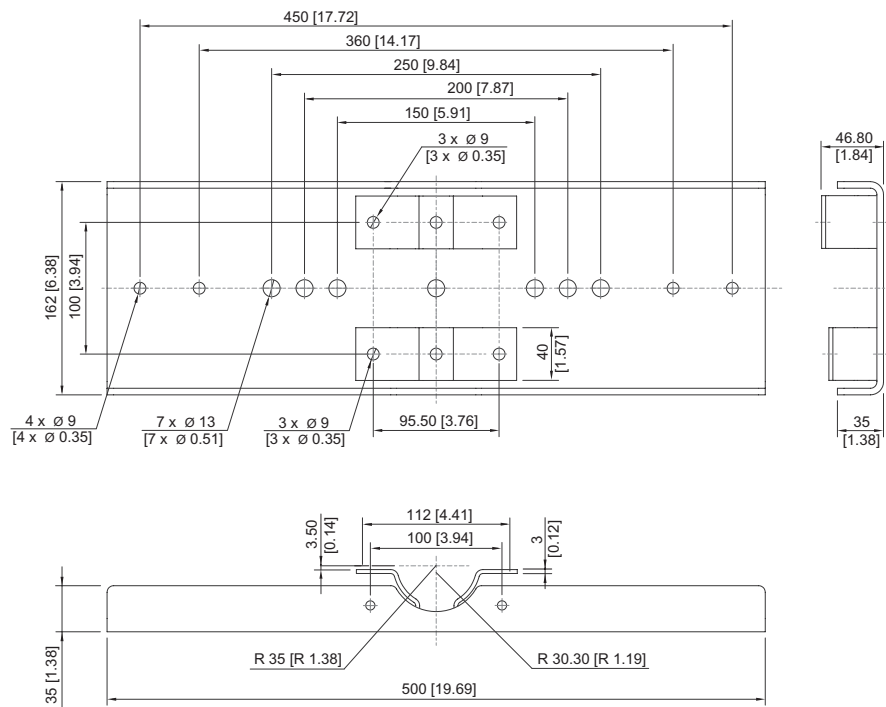 450 [17.72]
360 [14.17]
250 [9.84]
200 [7.87]
150 [5.91]
3 x Ø 9
[3 x Ø 0.35]
46.80
[1.84]
162 [6.38]
100 [3.94]
40
[1.57]
4 x Ø 9
[4 x Ø 0.35]
7 x Ø 13
[7 x Ø 0.51]
3 x Ø 9
[3 x Ø 0.35]
95.50 [3.76]
35
[1.38]
112 [4.41]
100 [3.94]
3.50
[0.14]
3
[0.12]
35 [1.38]
R 35 [R 1.38]
R 30.30 [R 1.19]
500 [19.69]